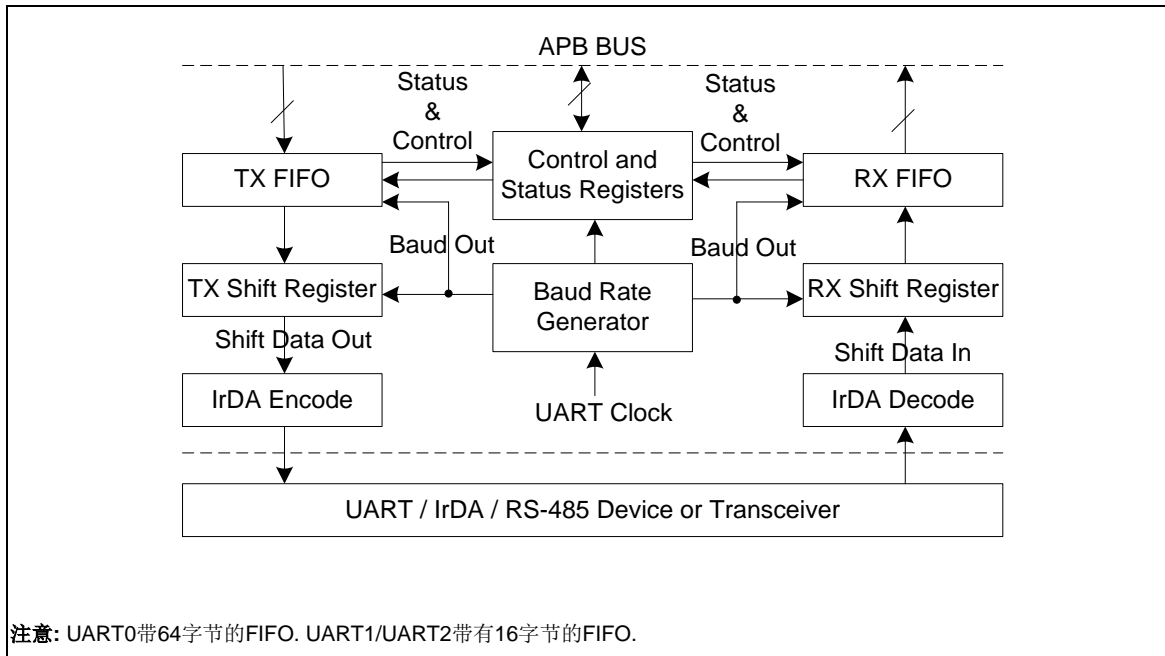 APB BUS
Status
&
Control
Status
&
Control
TX FIFO
Control and
Status Registers
RX FIFO
Baud Out
Baud Out
TX Shift Register
Baud Rate
Generator
RX Shift Register
Shift Data Out
Shift Data In
IrDA Encode
UART Clock
IrDA Decode
UART / IrDA / RS-485 Device or Transceiver
注意: UART0带64字节的FIFO. UART1/UART2带有16字节的FIFO.